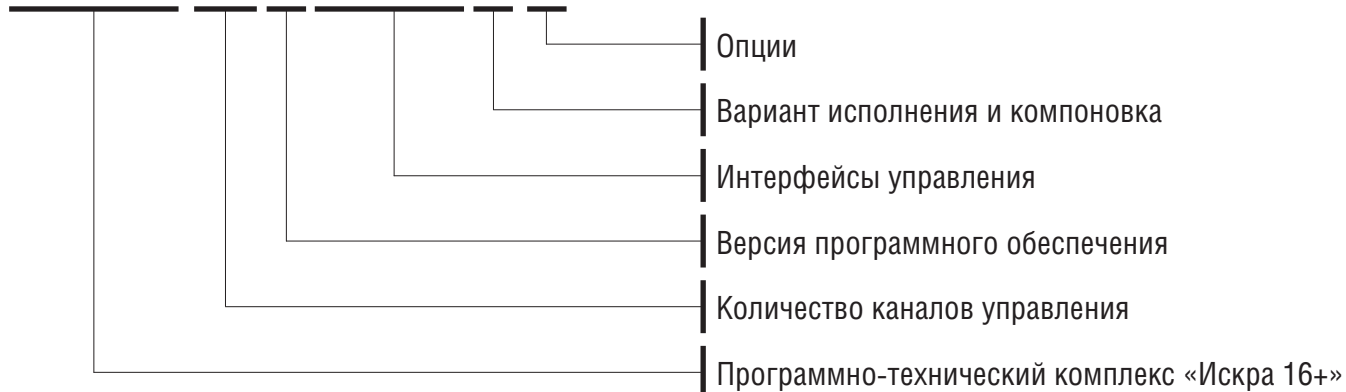 Опции
Вариант исполнения и компоновка
Интерфейсы управления
Версия программного обеспечения
Количество каналов управления
Программно-технический комплекс «Искра 16+»